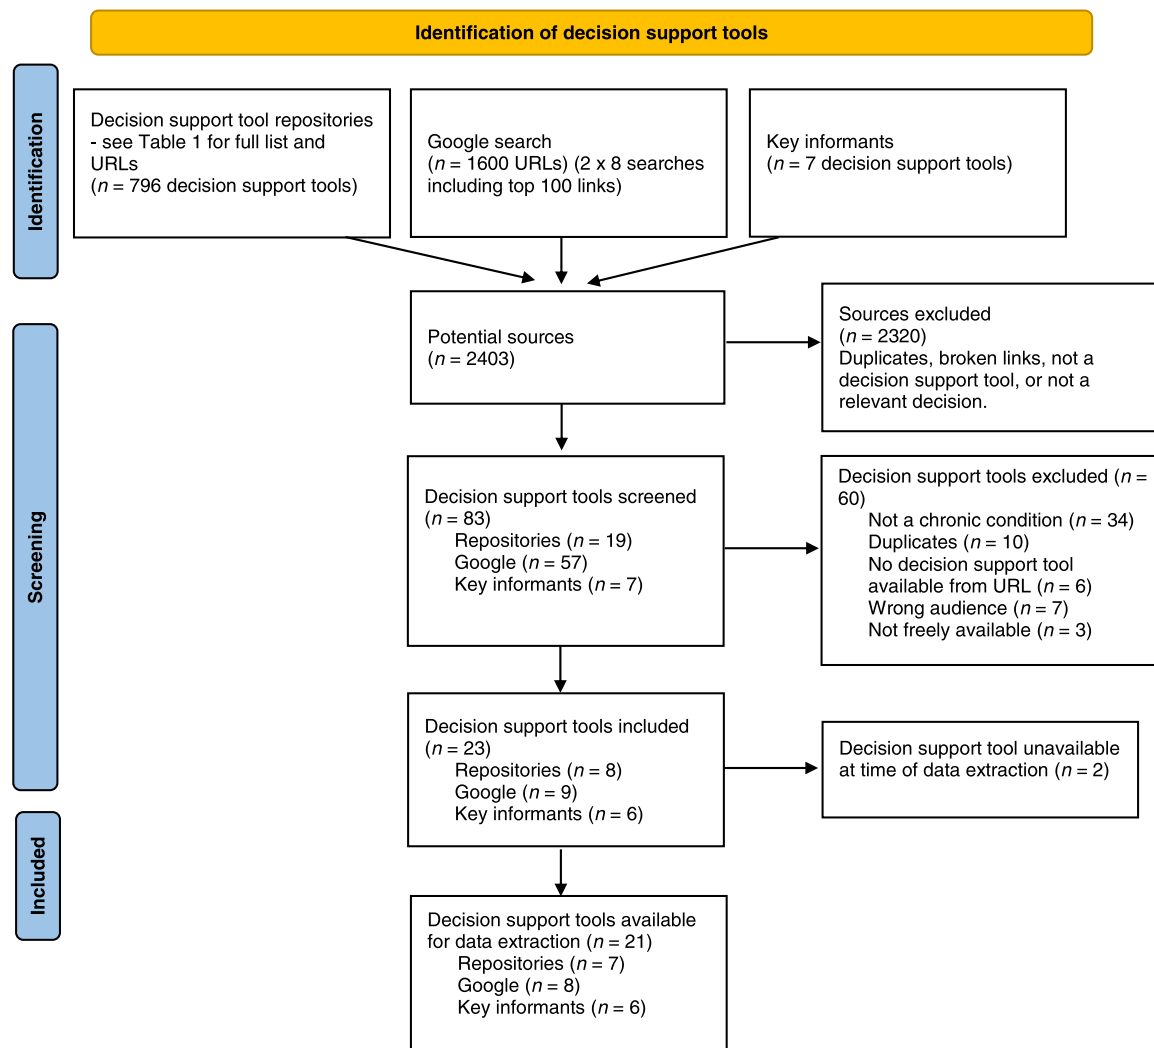 Identification of decision support tools
Identification
Decision support tool repositories
- see Table 1 for full list and
URLs
(n = 796 decision support tools)
Google search
(n = 1600 URLs) (2 x 8 searches
including top 100 links)
Key informants
(n = 7 decision support tools)
Screening
Potential sources
(n = 2403)
Sources excluded
(n = 2320)
Duplicates, broken links, not a
decision support tool, or not a
relevant decision.
Decision support tools screened
(n = 83)
Repositories (n = 19)
Google (n = 57)
Key informants (n = 7)
Decision support tools excluded (n =
60)
Not a chronic condition (n = 34)
Duplicates (n = 10)
No decision support tool
available from URL (n = 6)
Wrong audience (n = 7)
Not freely available (n = 3)
Decision support tools included
(n = 23)
Repositories (n = 8)
Google (n = 9)
Key informants (n = 6)
Decision support tool unavailable
at time of data extraction (n = 2)
Included
Decision support tools available
for data extraction (n = 21)
Repositories (n = 7)
Google (n = 8)
Key informants (n = 6)